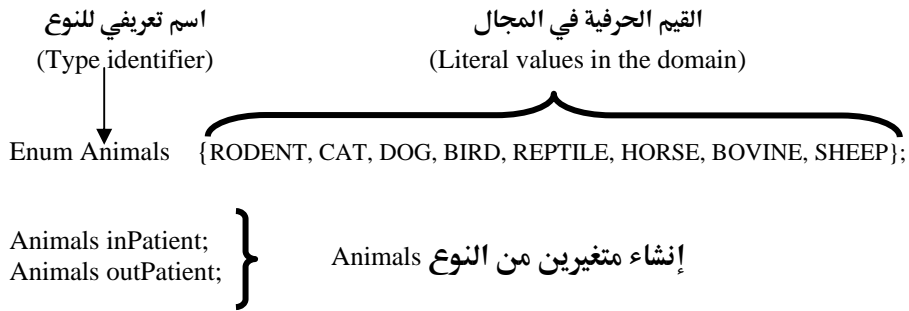 اسم تعريفي للنوع
(Type identifier)
القيم الحرفية في المجال
(Literal values in the domain)
Enum Animals {RODENT, CAT, DOG, BIRD, REPTILE, HORSE, BOVINE, SHEEP};
Animals inPatient;
Animals outPatient;
إنشاء متغيرين من النوع Animals